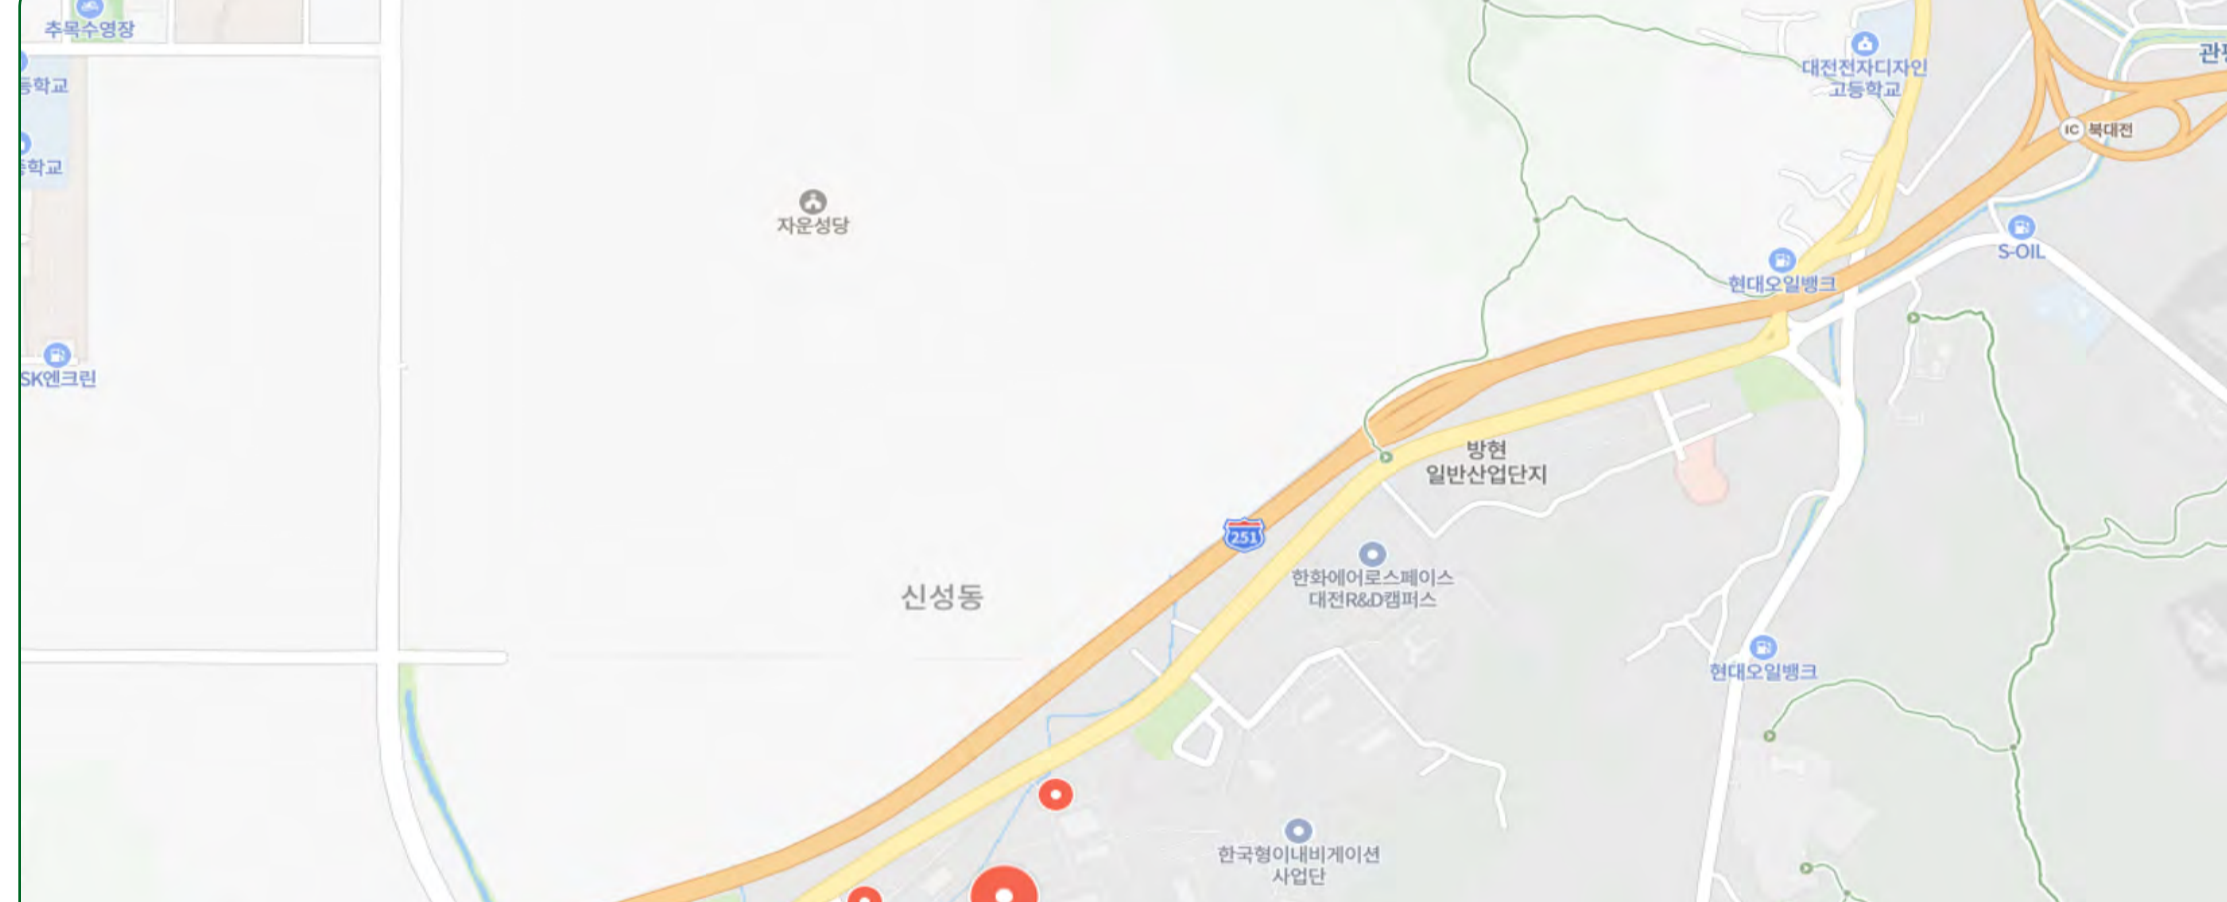 추목수영장
등학교
학교
자운성당
SK엔크린
신성동
251
대전전자디자인
고등학교
관
IC 북대전
S-OIL
현대오일뱅크
방현
일반산업단지
한화에어로스페이스
대전R&D캠퍼스
현대오일뱅크
한국형이내비게이션
사업단